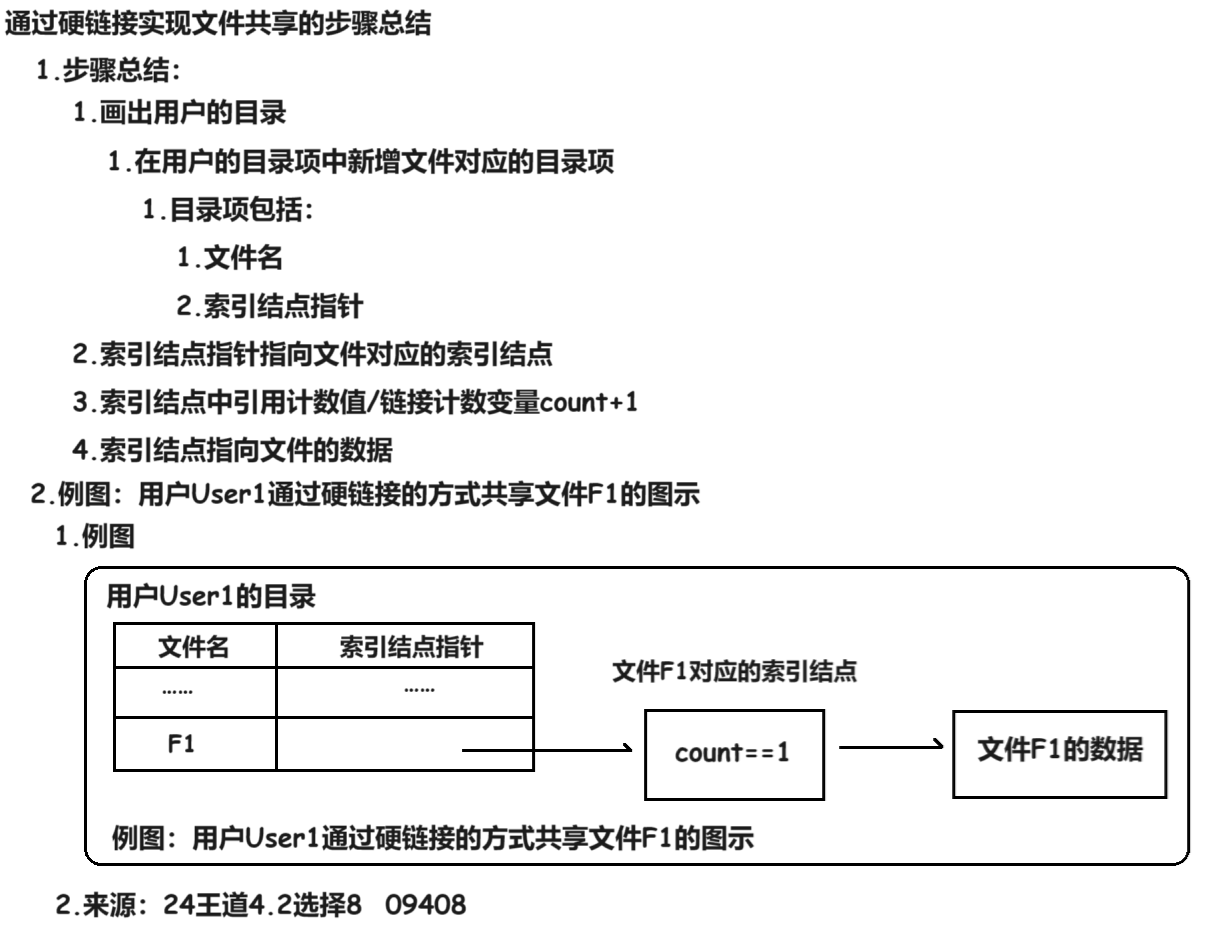 通过硬链接实现文件共享的步骤总结
1.步骤总结：
1.画出用户的目录
1.在用户的目录项中新增文件对应的目录项
1.目录项包括：
1.文件名
2.索引结点指针
2.索引结点指针指向文件对应的索引结点
3.索引结点中引用计数值/链接计数变量count+1
4.索引结点指向文件的数据
2.例图：用户User1通过硬链接的方式共享文件F1的图示
1.例图
用户User1的目录
文件名 索引结点指针
…… ……
文件F1对应的索引结点
F1
count==1
文件F1的数据
例图：用户User1通过硬链接的方式共享文件F1的图示
2.来源：24王道4.2选择8 09408